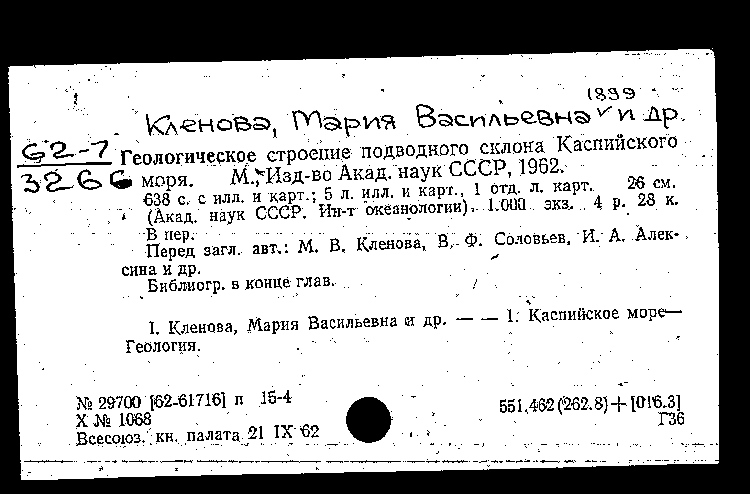 1899
Кленова, Мария Васильевна и др.
62-7
3266
Геологическое строение подводного склона Каспийского
моря. М., Изд-во Акад. наук СССР, 1962.
638 с. с илл. и карт.; 5 л. илл. и карт., 1 отд. л. карт. 26 см.
(Акад. наук СССР. Ин-т океанологии). 1.000 экз. 4 р. 28 к.
В пер.
Перед загл. авт.: М. В. Кленова, В. Ф. Соловьев, И. А. Алек-
сина и др.
Библиогр. в конце глав.
I. Кленова, Мария Васильевна и др. — — 1. Каспийское море—
Геология.
№ 29700 [62-61716] п 15-4
Х № 1068
Всесоюз. кн. палата 21 IX 62
551.462(262.8)+[016.3]
Г36